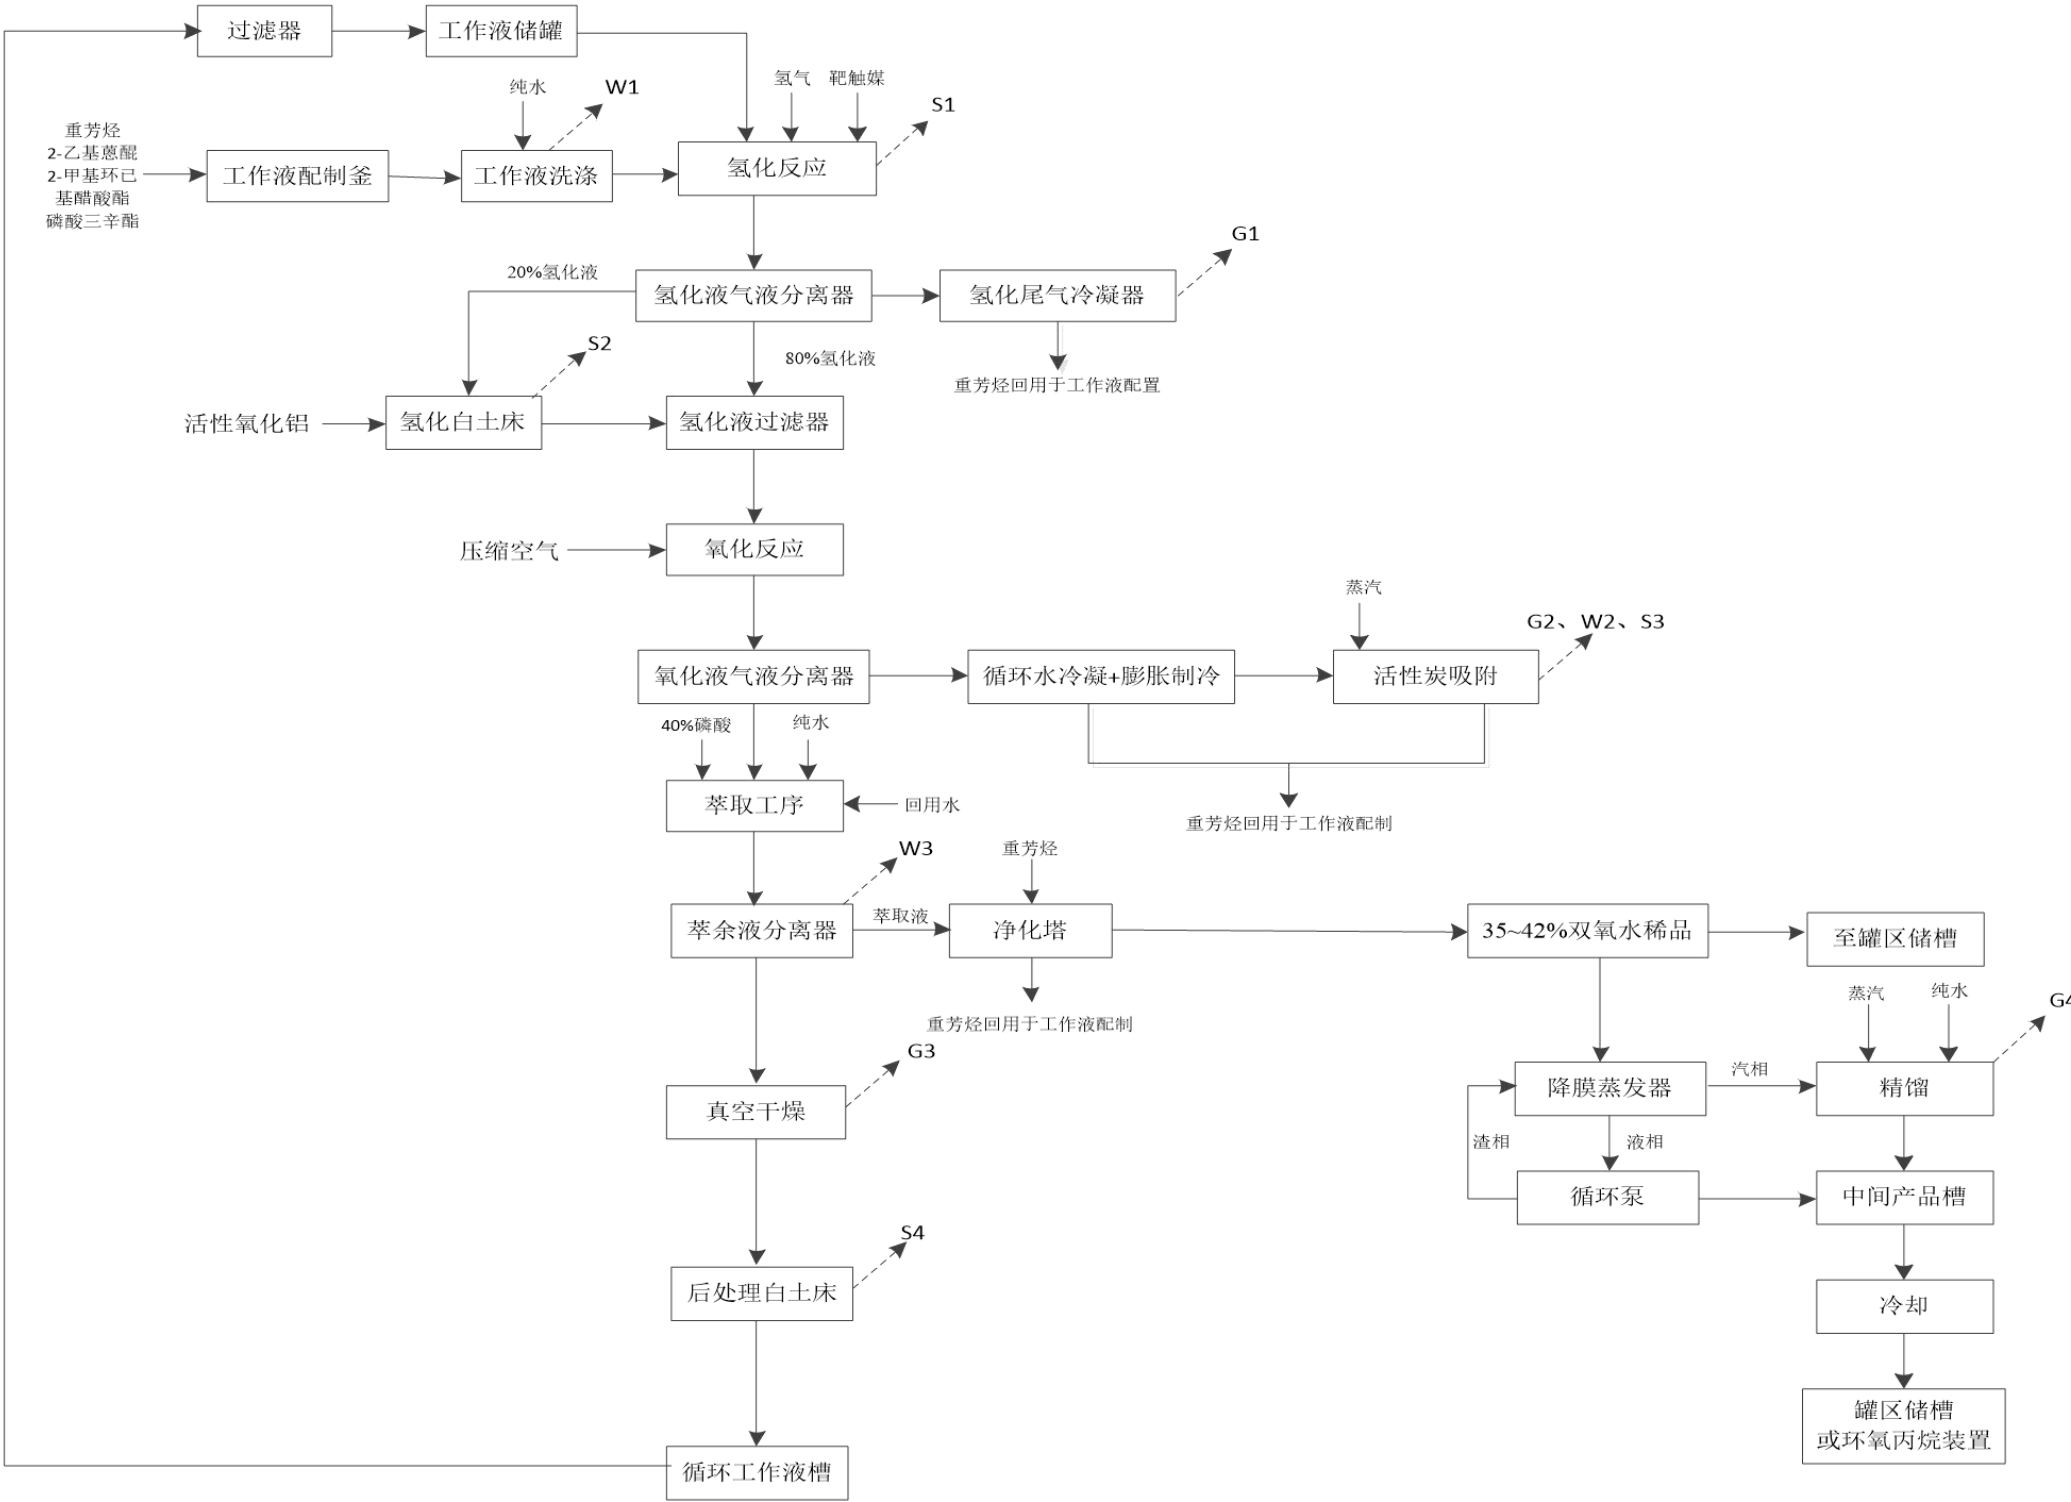 过滤器
工作液储罐
纯水
W1
氢气
靶触媒
S1
重芳烃
2-乙基蒽醌
2-甲基环已
基醋酸酯
磷酸三辛酯
工作液配制釜
工作液洗涤
氢化反应
G1
20%氢化液
氢化液气液分离器
氢化尾气冷凝器
S2
80%氢化液
重芳烃回用于工作液配置
活性氧化铝
氢化白土床
氢化液过滤器
压缩空气
氧化反应
蒸汽
G2、W2、S3
氧化液气液分离器
循环水冷凝+膨胀制冷
活性炭吸附
40%磷酸
纯水
萃取工序
回用水
重芳烃回用于工作液配制
W3
重芳烃
萃余液分离器
萃取液
净化塔
35~42%双氧水稀品
至罐区储槽
重芳烃回用于工作液配制
蒸汽
纯水
G4
G3
真空干燥
降膜蒸发器
汽相
精馏
渣相
液相
循环泵
中间产品槽
S4
后处理白土床
冷却
罐区储槽
或环氧丙烷装置
循环工作液槽